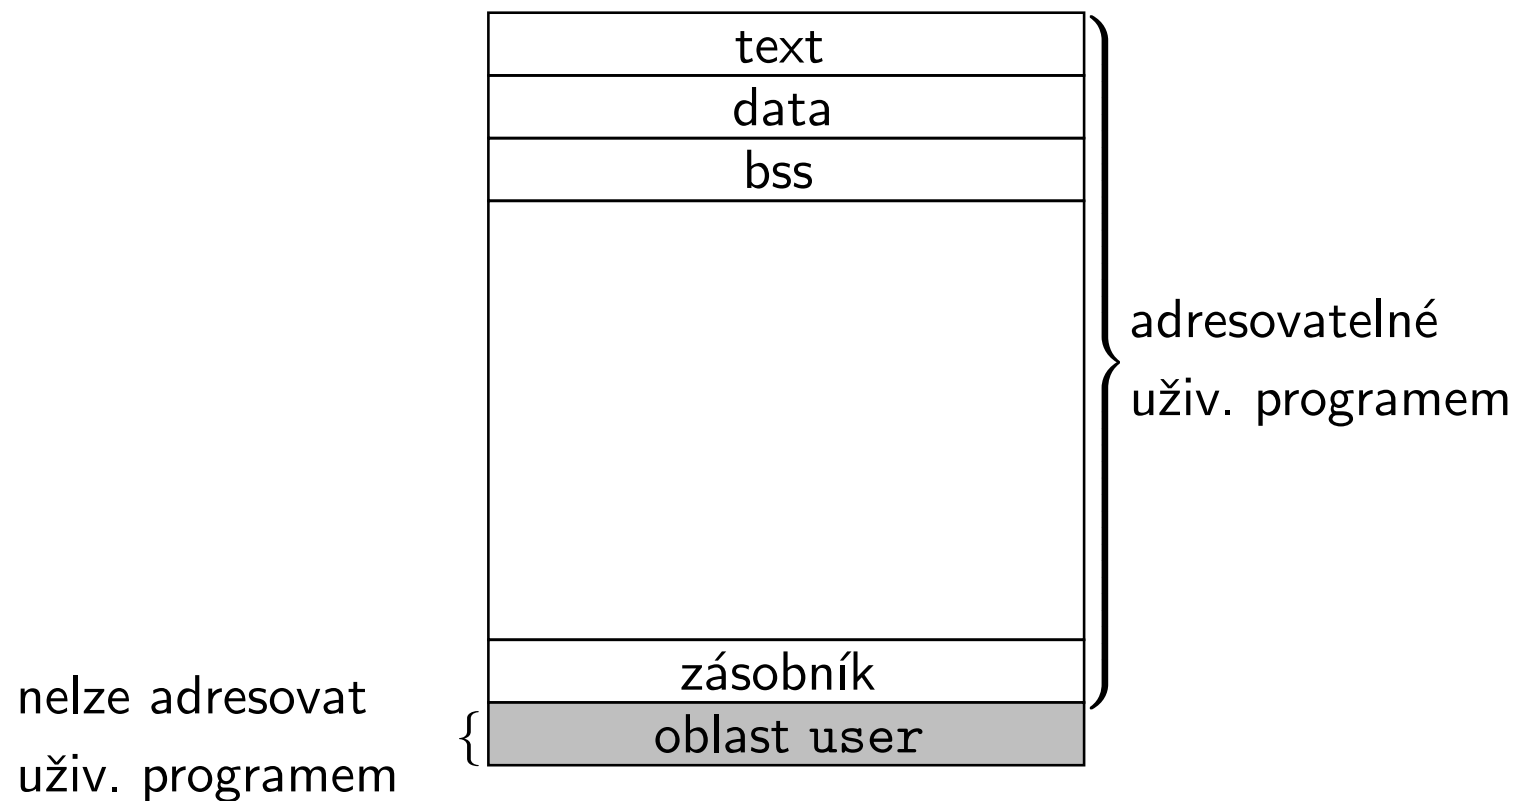 text
data
bss
adresovatelné
uživ. programem
zásobník
nelze adresovat
uživ. programem
oblast user